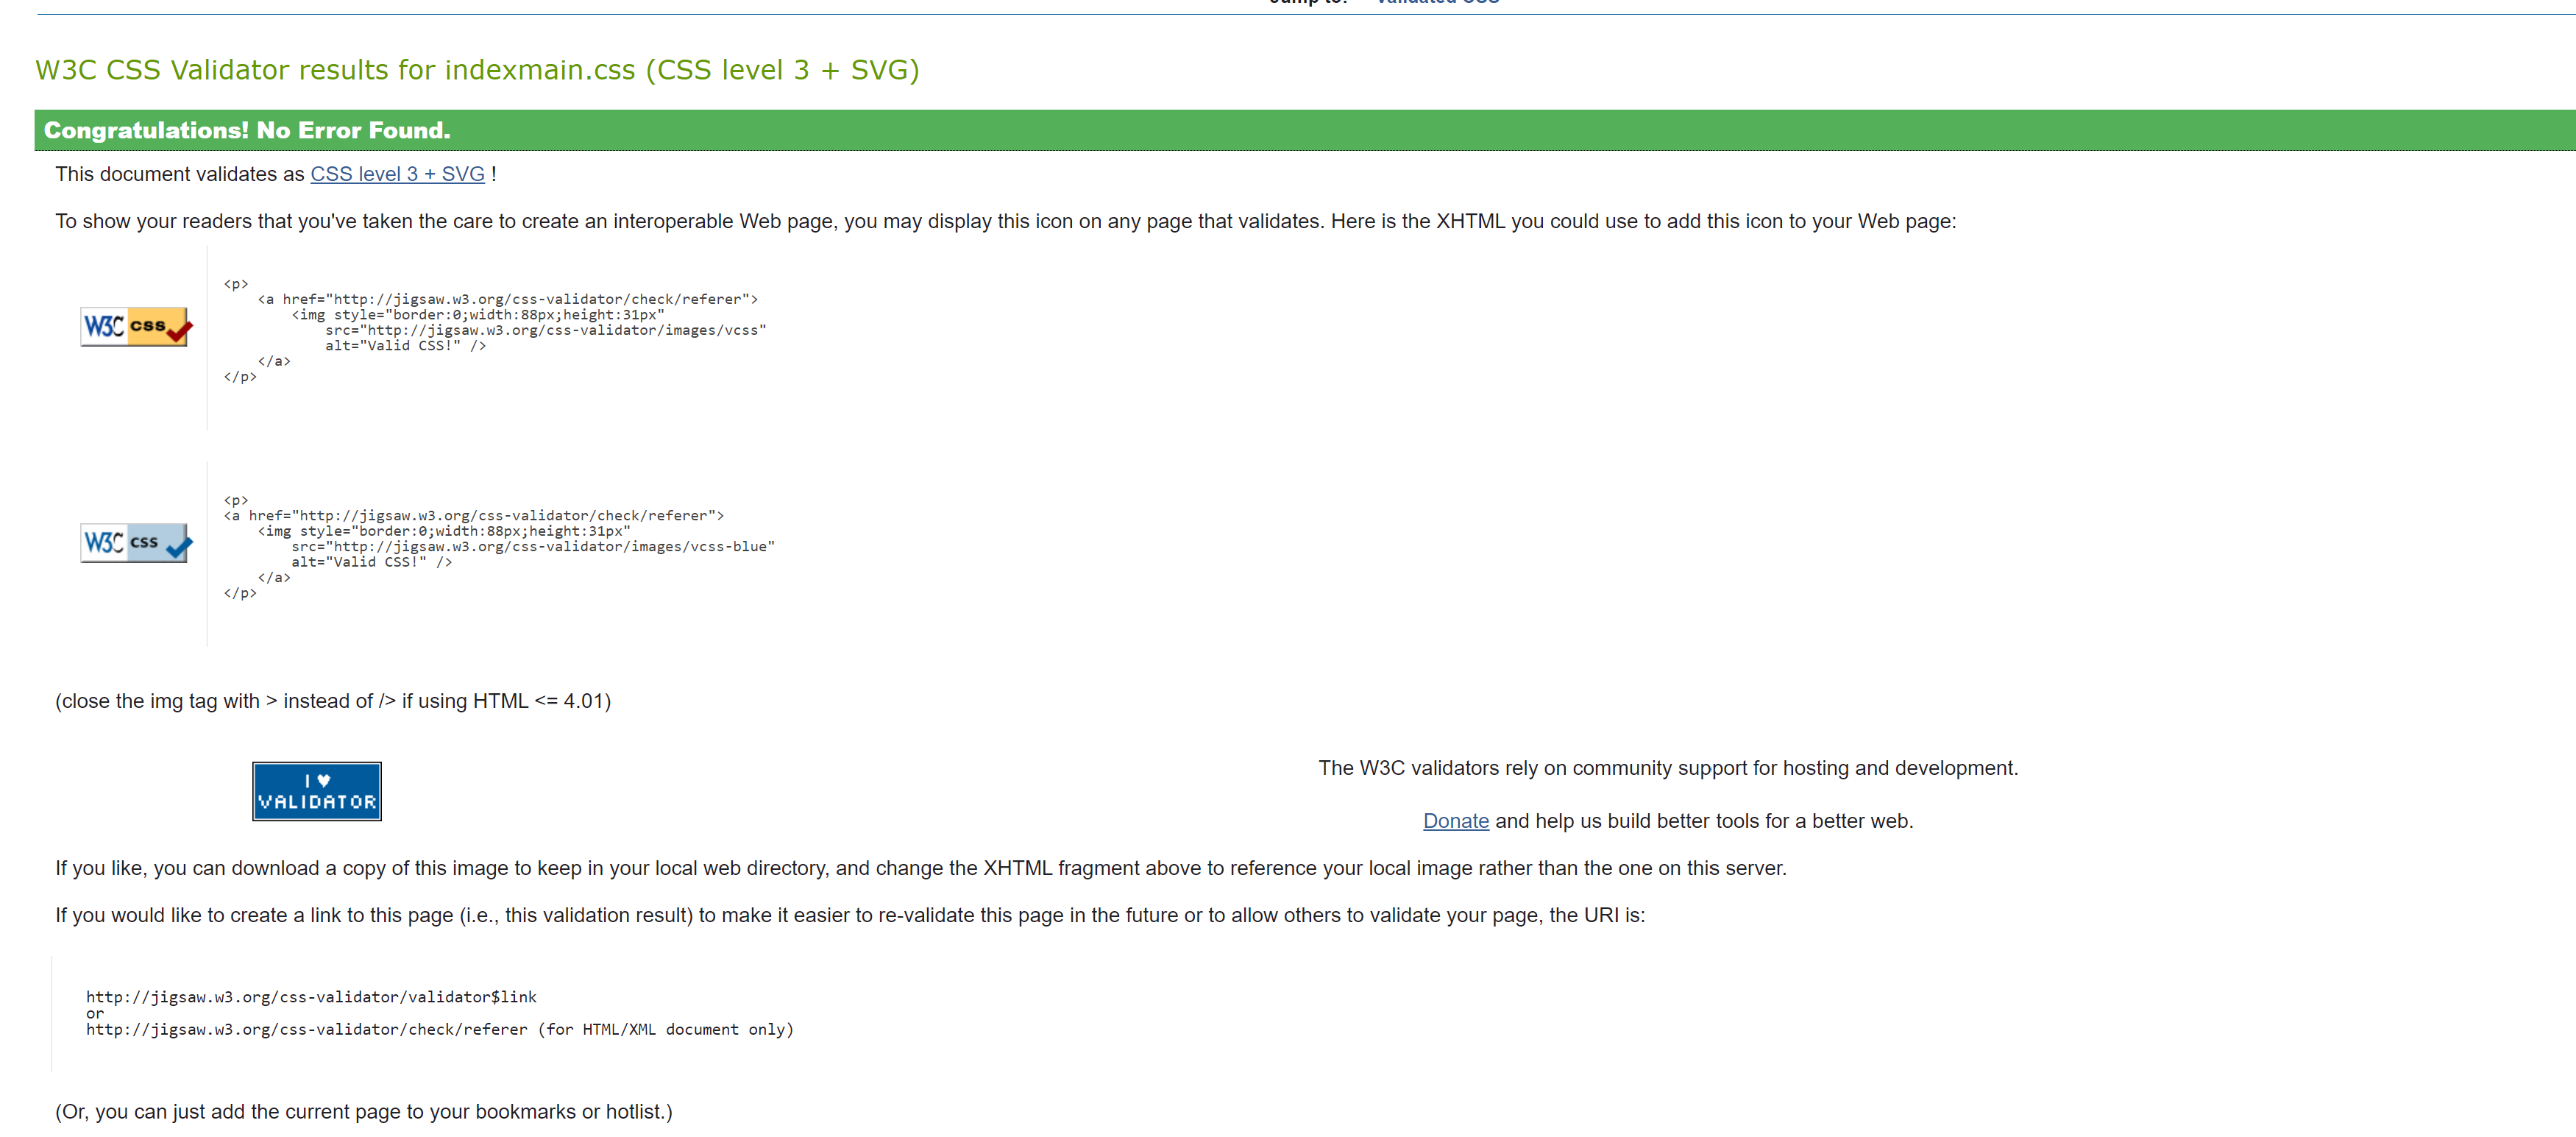 Jump to: Validated CSS
W3C CSS Validator results for indexmain.css (CSS level 3 + SVG)
Congratulations! No Error Found.
This document validates as CSS level 3 + SVG !
To show your readers that you've taken the care to create an interoperable Web page, you may display this icon on any page that validates. Here is the XHTML you could use to add this icon to your Web page:
W3C css
<p>
<a href="http://jigsaw.w3.org/css-validator/check/referer">
<img style="border:0;width:88px;height:31px"
src="http://jigsaw.w3.org/css-validator/images/vcss"
alt="Valid CSS!" />
</a>
</p>
W3C css
<p>
<a href="http://jigsaw.w3.org/css-validator/check/referer">
<img style="border:0;width:88px;height:31px"
src="http://jigsaw.w3.org/css-validator/images/vcss-blue"
alt="Valid CSS!" />
</a>
</p>
(close the img tag with > instead of /> if using HTML <= 4.01)
I ♥
VALIDATOR
The W3C validators rely on community support for hosting and development.
Donate and help us build better tools for a better web.
If you like, you can download a copy of this image to keep in your local web directory, and change the XHTML fragment above to reference your local image rather than the one on this server.
If you would like to create a link to this page (i.e., this validation result) to make it easier to re-validate this page in the future or to allow others to validate your page, the URI is:
http://jigsaw.w3.org/css-validator/validator$link
or
http://jigsaw.w3.org/css-validator/check/referer (for HTML/XML document only)
(Or, you can just add the current page to your bookmarks or hotlist.)